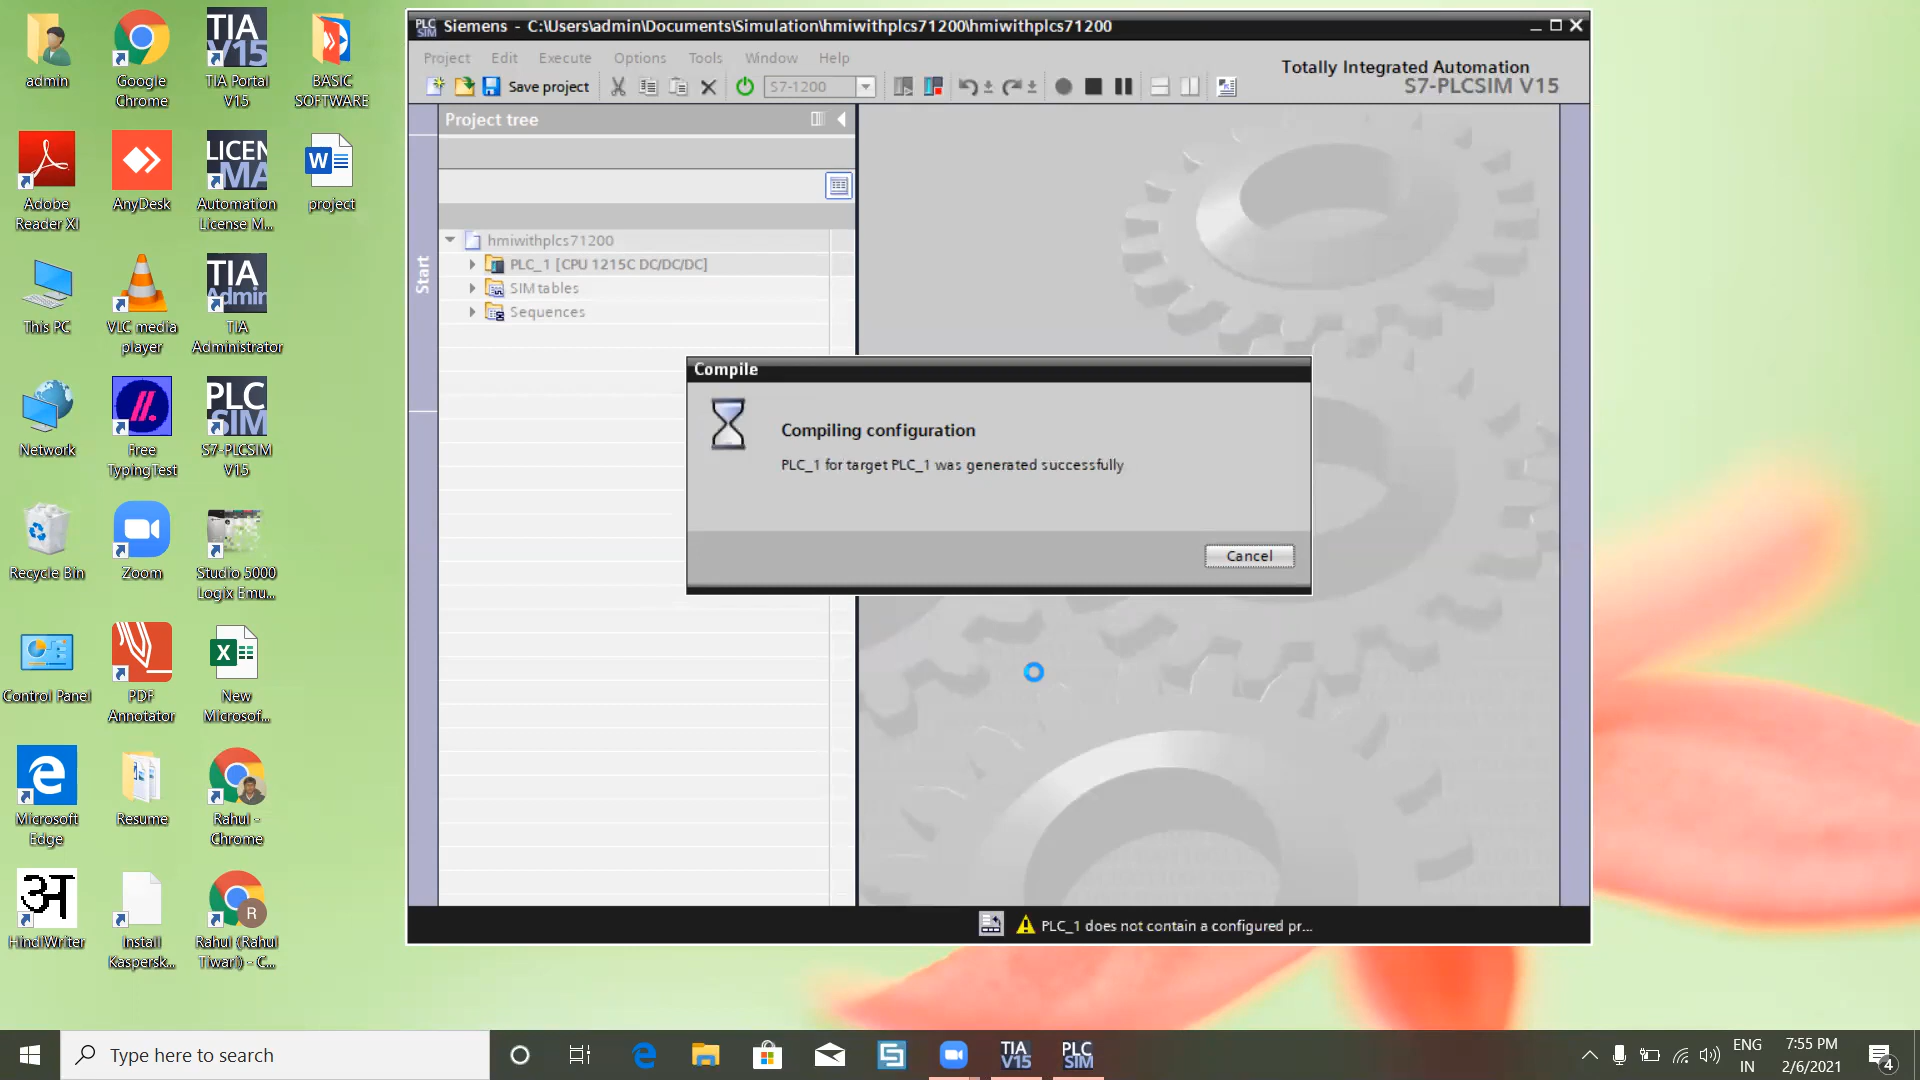 admin
Google
Chrome
TIA
V15
TIA Portal
V15
BASIC
SOFTWARE
Adobe
Reader XI
AnyDesk
LICEN
MA
Automation
License M...
W
project
This PC
VLC media
player
TIA
Admin
TIA
Administrator
Network
Free
TypingTest
PLC
SIM
S7-PLCSIM
V15
Recycle Bin
Zoom
Studio 5000
Logix Emu...
Control Panel
PDF
Annotator
X
New
Microsof...
Microsoft
Edge
Resume
Rahul -
Chrome
अ
HindiWriter
Install
Kaspersk...
R
Rahul (Rahul
Tiwari) - C...
PLC
SIM
Siemens - C:\Users\admin\Documents\Simulation\hmiwithplcs71200\hmiwithplcs71200
Project Edit Execute Options Tools Window Help
Totally Integrated Automation
S7-PLCSIM V15
Save project
S7-1200
Project tree
Start
hmiwithplcs71200
PLC_1 [CPU 1215C DC/DC/DC]
SIM tables
Sequences
Compile
Compiling configuration
PLC_1 for target PLC_1 was generated successfully
Cancel
PLC_1 does not contain a configured pr...
Type here to search
TIA
V15
PLC
SIM
ENG
IN
7:55 PM
2/6/2021
4